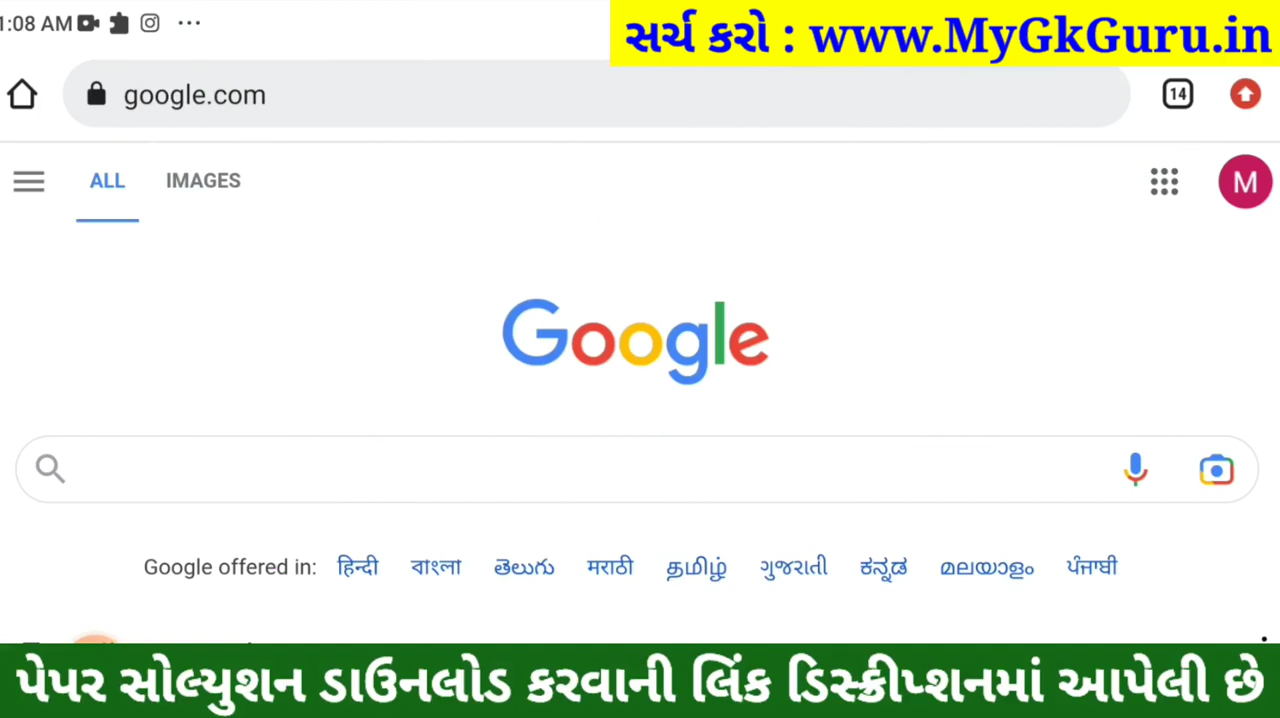 1:08 AM
સર્ચ કરો : www.MyGkGuru.in
google.com
14
ALL IMAGES
M
Google
Google offered in: हिन्दी বাংলা తెలుగు मराठी தமிழ் ગુજરાતી ಕನ್ನಡ മലയാളം ਪੰਜਾਬੀ
પેપર સોલ્યુશન ડાઉનલોડ કરવાની લિંક ડિસ્ક્રીપ્શનમાં આપેલી છે